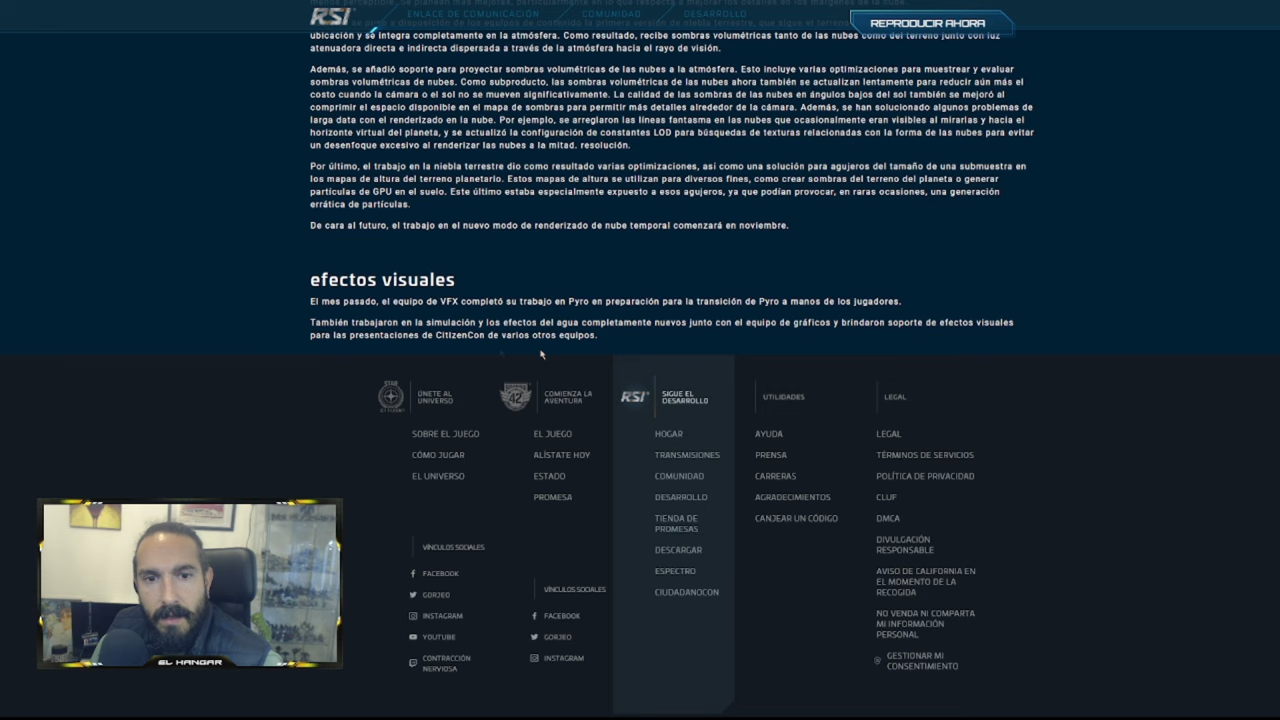 RSI
ENLACE DE COMUNICACIÓN
COMUNIDAD
DESARROLLO
REPRODUCIR AHORA
ubicación y se integra completamente en la atmósfera. Como resultado, recibe sombras volumétricas tanto de las nubes como del terreno junto con luz
atenuadora directa e indirecta dispersada a través de la atmósfera hacia el rayo de visión.
Además, se añadió soporte para proyectar sombras volumétricas de las nubes a la atmósfera. Esto incluye varias optimizaciones para muestrear y evaluar
sombras volumétricas de nubes. Como subproducto, las sombras volumétricas de las nubes ahora también se actualizan lentamente para reducir aún más el
costo cuando la cámara o el sol no se mueven significativamente. La calidad de las sombras de las nubes en ángulos bajos del sol también se mejoró al
comprimir el espacio disponible en el mapa de sombras para permitir más detalles alrededor de la cámara. Además, se han solucionado algunos problemas de
larga data con el renderizado en la nube. Por ejemplo, se arreglaron las líneas fantasma en las nubes que ocasionalmente eran visibles al mirarlas y hacia el
horizonte virtual del planeta, y se actualizó la configuración de constantes LOD para búsquedas de texturas relacionadas con la forma de las nubes para evitar
un desenfoque excesivo al renderizar las nubes a la mitad. resolución.
Por último, el trabajo en la niebla terrestre dio como resultado varias optimizaciones, así como una solución para agujeros del tamaño de una submuestra en
los mapas de altura del terreno planetario. Estos mapas de altura se utilizan para diversos fines, como crear sombras del terreno del planeta o generar
partículas de GPU en el suelo. Este último estaba especialmente expuesto a esos agujeros, ya que podían provocar, en raras ocasiones, una generación
errática de partículas.
De cara al futuro, el trabajo en el nuevo modo de renderizado de nube temporal comenzará en noviembre.
efectos visuales
El mes pasado, el equipo de VFX completó su trabajo en Pyro en preparación para la transición de Pyro a manos de los jugadores.
También trabajaron en la simulación y los efectos del agua completamente nuevos junto con el equipo de gráficos y brindaron soporte de efectos visuales
para las presentaciones de CitizenCon de varios otros equipos.
ÚNETE AL
UNIVERSO
SOBRE EL JUEGO
CÓMO JUGAR
EL UNIVERSO
VÍNCULOS SOCIALES
FACEBOOK
GORJEO
INSTAGRAM
YOUTUBE
CONTRACCIÓN
NERVIOSA
42
COMIENZA LA
AVENTURA
EL JUEGO
ALÍSTATE HOY
ESTADO
PROMESA
VÍNCULOS SOCIALES
FACEBOOK
GORJEO
INSTAGRAM
RSI
SIGUE EL
DESARROLLO
HOGAR
TRANSMISIONES
COMUNIDAD
DESARROLLO
TIENDA DE
PROMESAS
DESCARGAR
ESPECTRO
CIUDADANOCON
UTILIDADES
AYUDA
PRENSA
CARRERAS
AGRADECIMIENTOS
CANJEAR UN CÓDIGO
LEGAL
LEGAL
TÉRMINOS DE SERVICIOS
POLÍTICA DE PRIVACIDAD
CLUF
DMCA
DIVULGACIÓN
RESPONSABLE
AVISO DE CALIFORNIA EN
EL MOMENTO DE LA
RECOGIDA
NO VENDA NI COMPARTA
MI INFORMACIÓN
PERSONAL
GESTIONAR MI
CONSENTIMIENTO
EL HANGAR